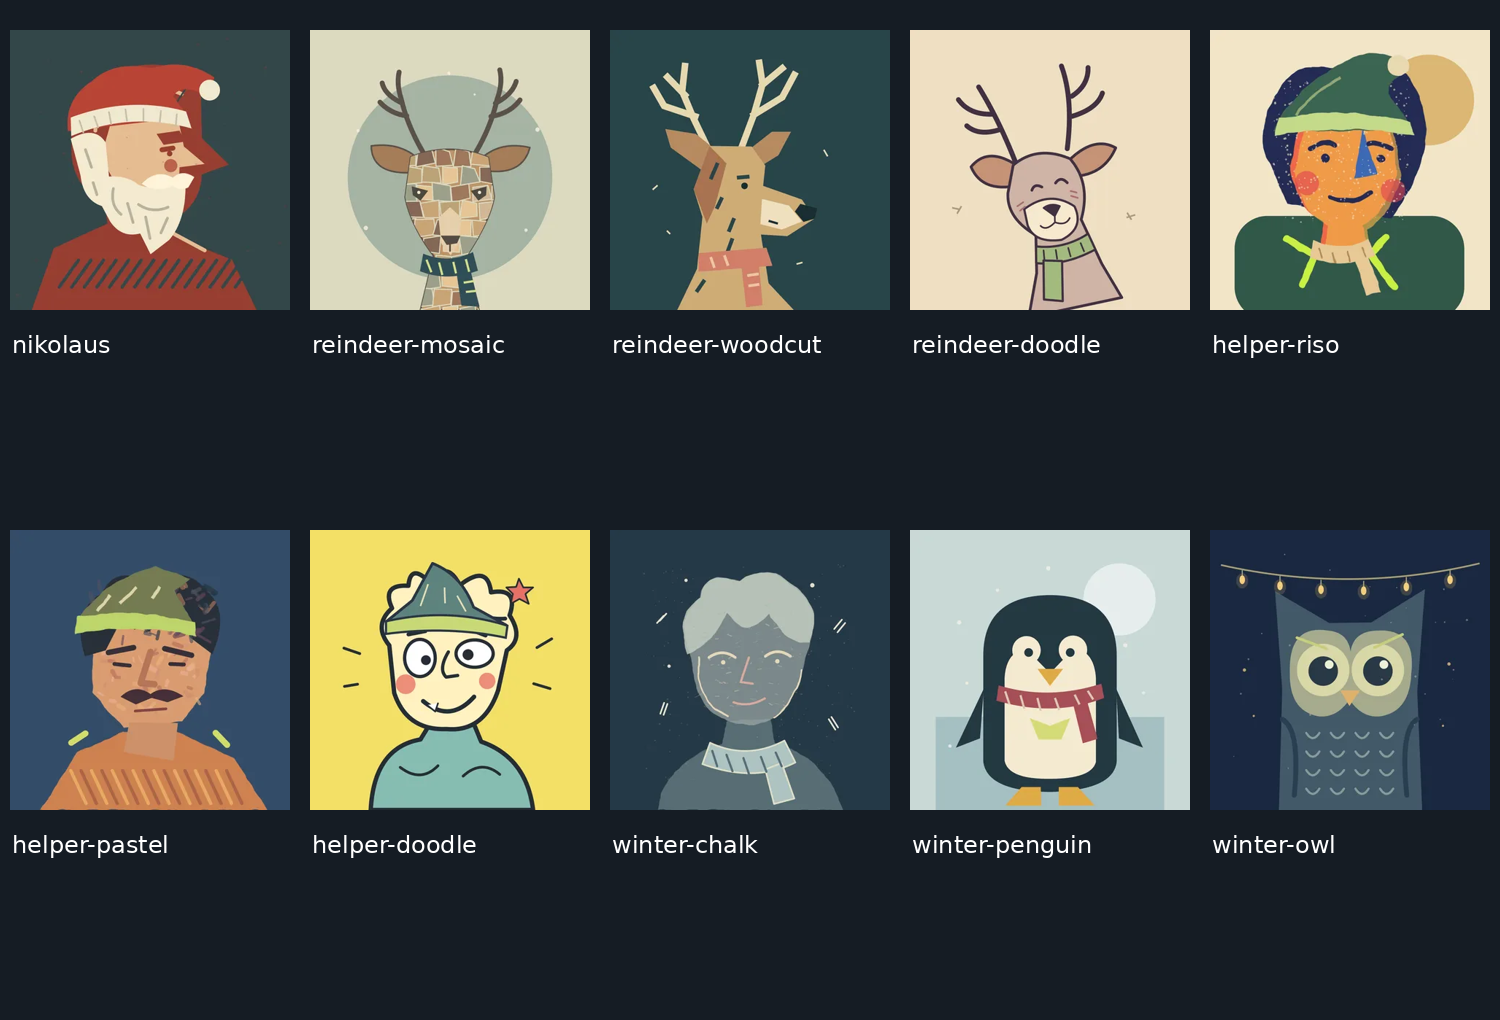 nikolaus
reindeer-mosaic
reindeer-woodcut
reindeer-doodle
helper-riso
helper-pastel
helper-doodle
winter-chalk
winter-penguin
winter-owl